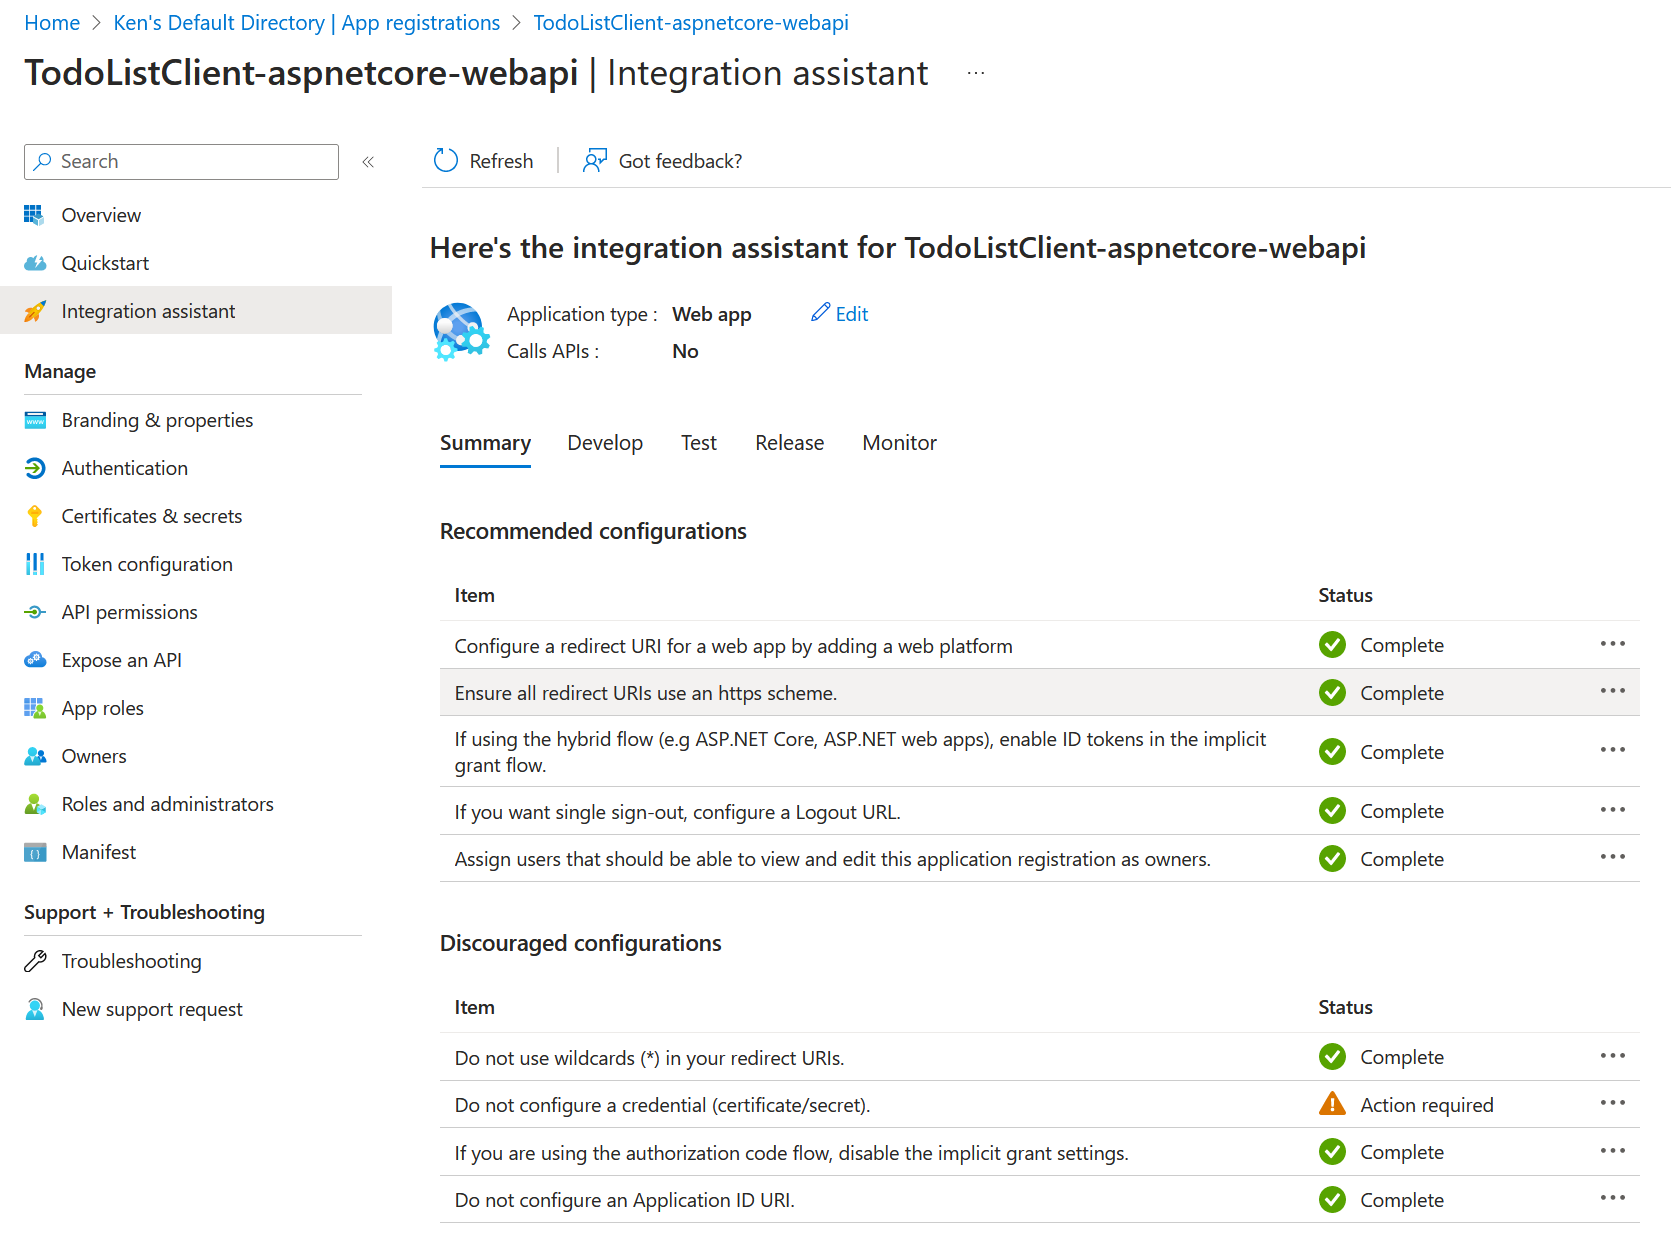 Home > Ken's Default Directory | App registrations > TodoListClient-aspnetcore-webapi
TodoListClient-aspnetcore-webapi | Integration assistant ...
Search «
Overview
Quickstart
Integration assistant
Manage
Branding & properties
Authentication
Certificates & secrets
Token configuration
API permissions
Expose an API
App roles
Owners
Roles and administrators
Manifest
Support + Troubleshooting
Troubleshooting
New support request
Refresh | Got feedback?
Here's the integration assistant for TodoListClient-aspnetcore-webapi
Application type : Web app Edit
Calls APIs : No
Summary Develop Test Release Monitor
Recommended configurations
Item Status
Configure a redirect URI for a web app by adding a web platform Complete ...
Ensure all redirect URIs use an https scheme. Complete ...
If using the hybrid flow (e.g ASP.NET Core, ASP.NET web apps), enable ID tokens in the implicit
grant flow. Complete ...
If you want single sign-out, configure a Logout URL. Complete ...
Assign users that should be able to view and edit this application registration as owners. Complete ...
Discouraged configurations
Item Status
Do not use wildcards (*) in your redirect URIs. Complete ...
Do not configure a credential (certificate/secret). Action required ...
If you are using the authorization code flow, disable the implicit grant settings. Complete ...
Do not configure an Application ID URI. Complete ...